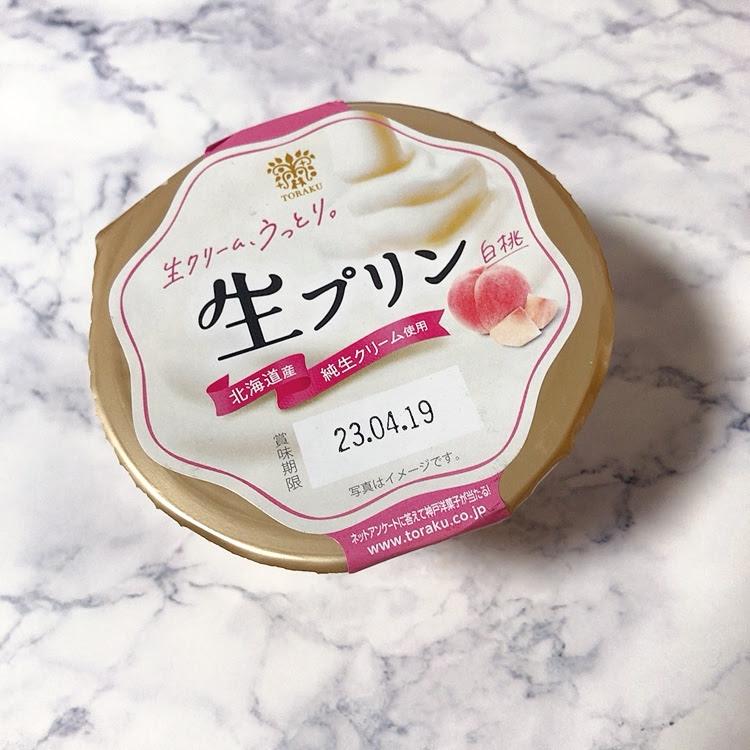 TORAKU
生クリーム、うっとり。
生プリン
白桃
北海道産 純生クリーム使用
賞味期限
23.04.19
写真はイメージです。
ネットアンケートに答えて神戸洋菓子が当たる!
www.toraku.co.jp